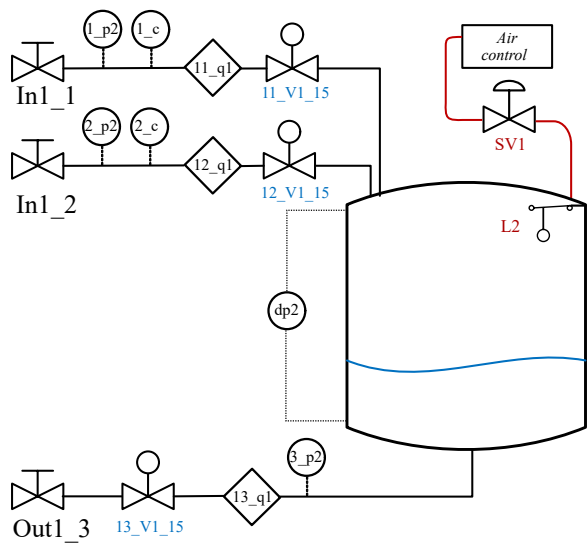 1_p2
1_c
11_q1
11_V1_15
In1_1
Air
control
SV1
2_p2
2_c
12_q1
12_V1_15
In1_2
L2
dp2
3_p2
13_q1
13_V1_15
Out1_3